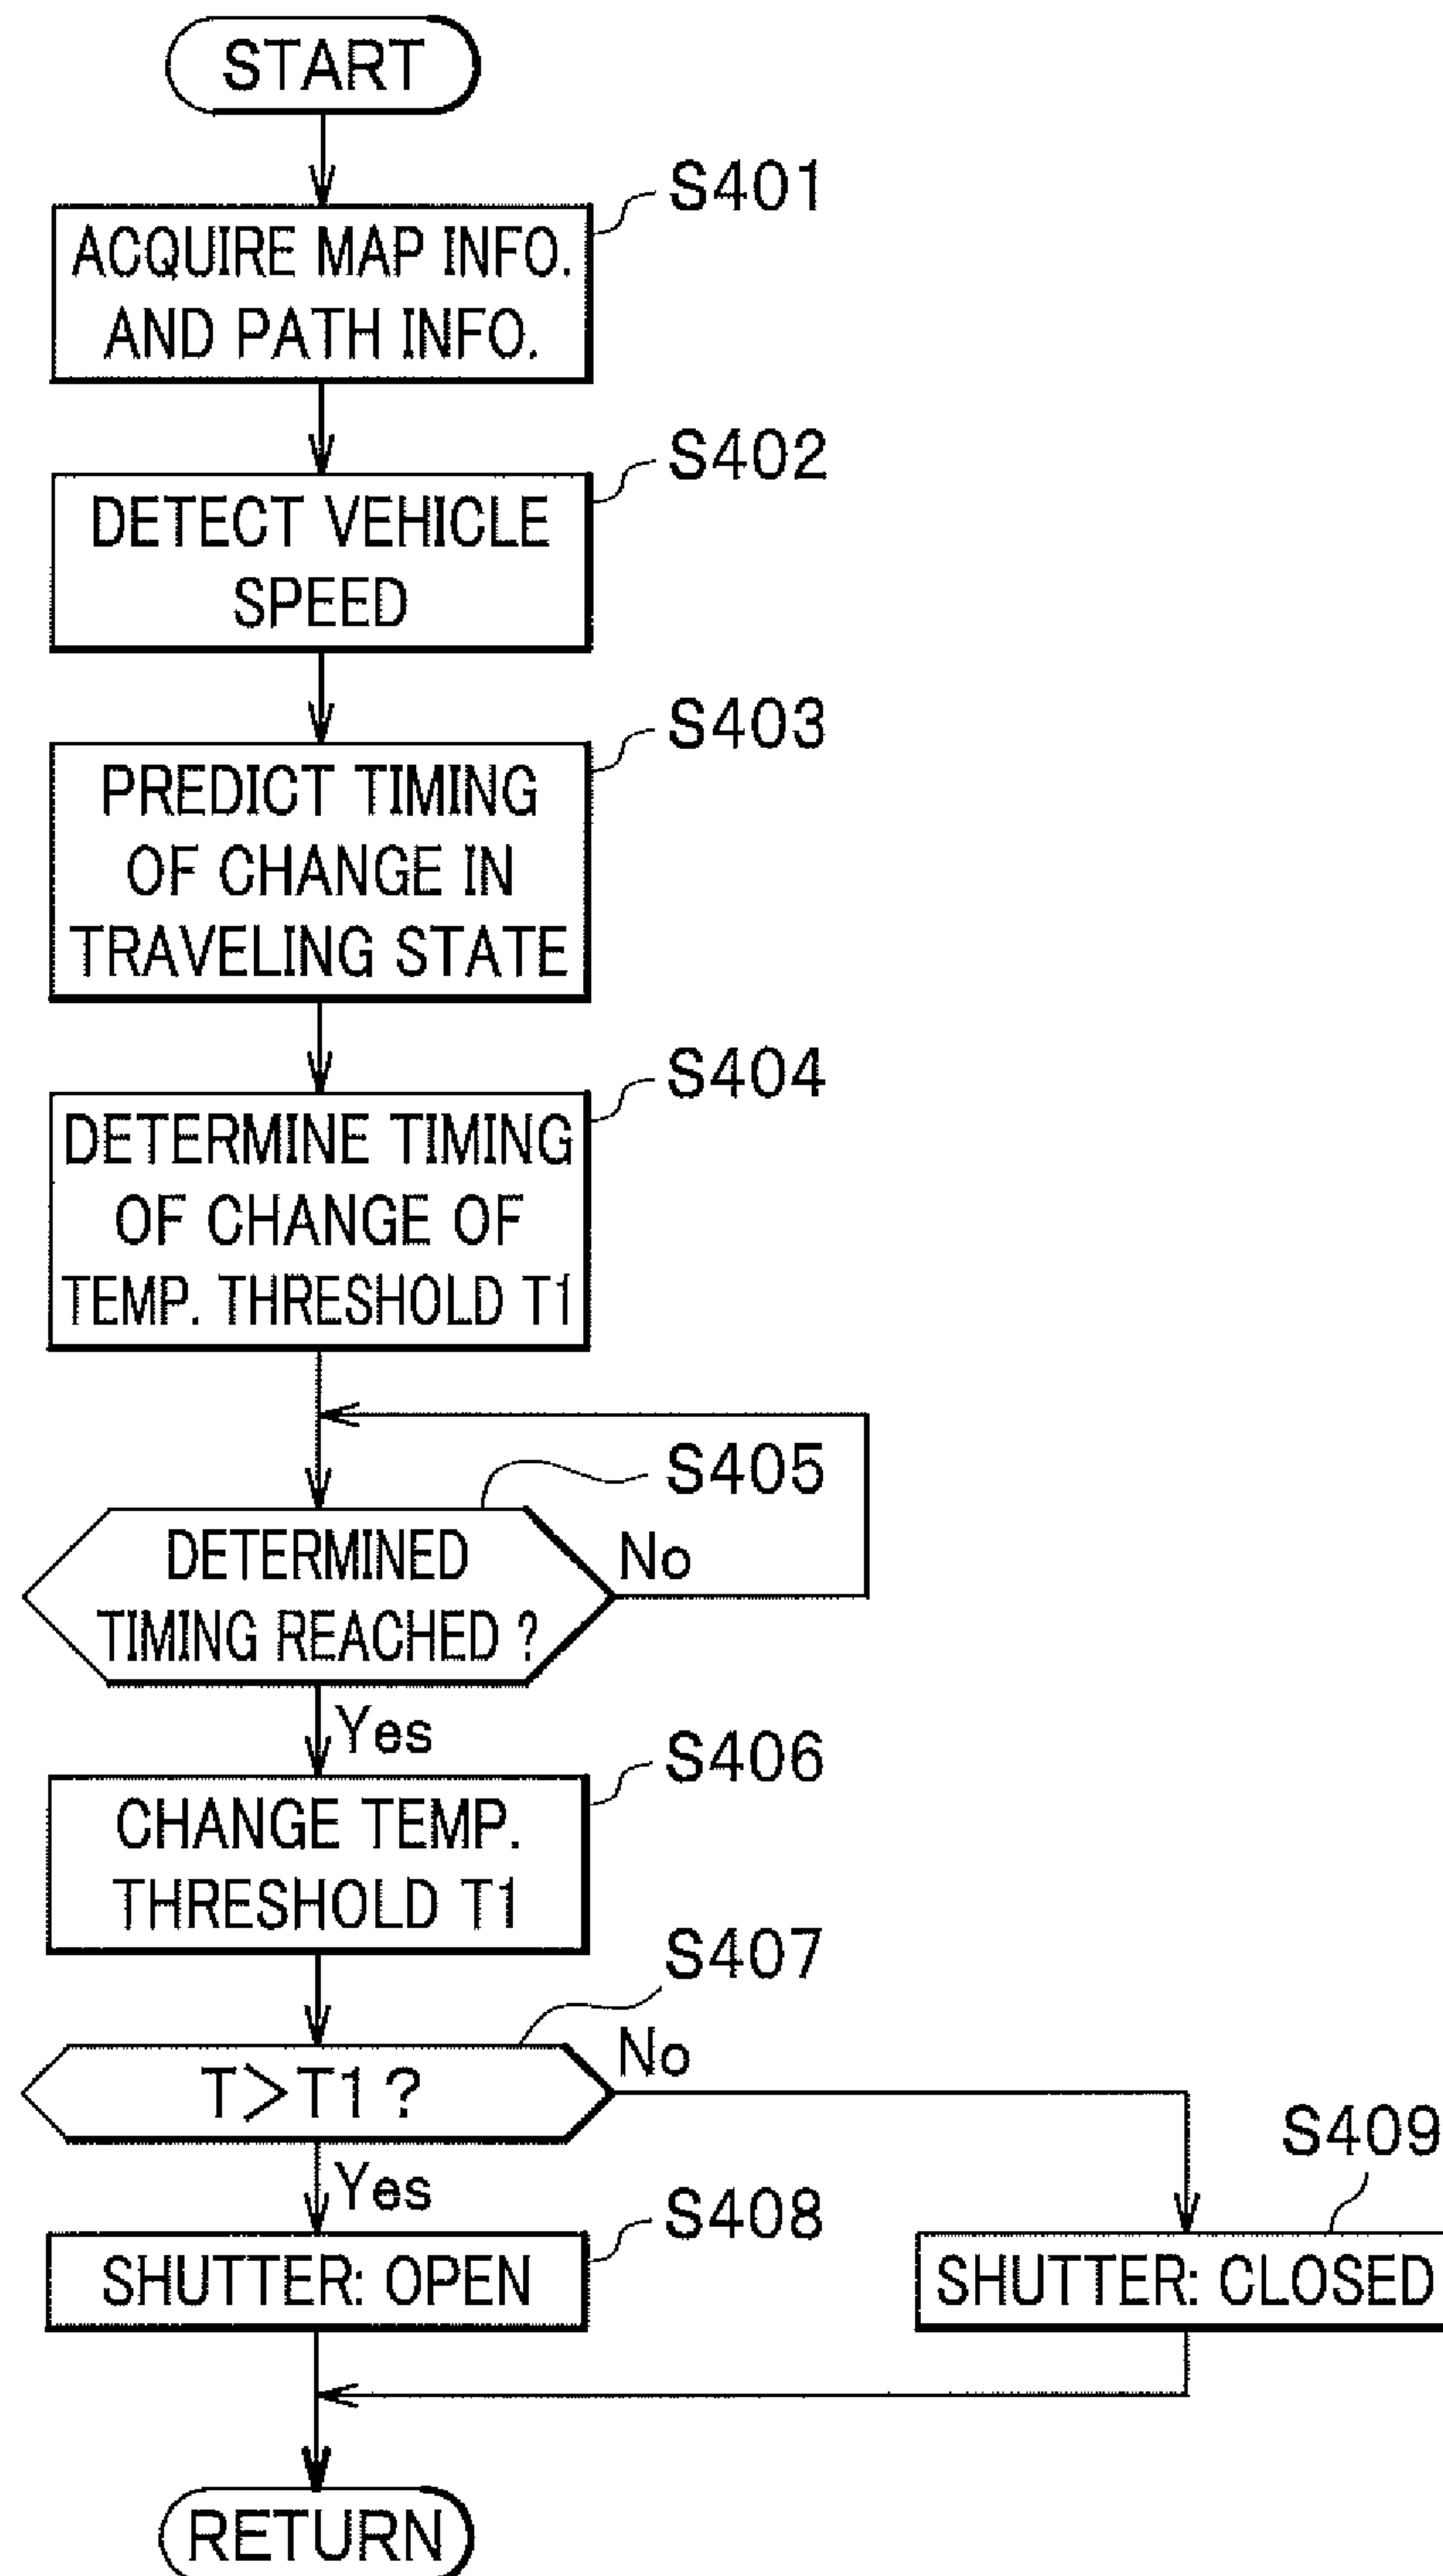 START
S401
ACQUIRE MAP INFO.
AND PATH INFO.
S402
DETECT VEHICLE
SPEED
S403
PREDICT TIMING
OF CHANGE IN
TRAVELING STATE
S404
DETERMINE TIMING
OF CHANGE OF
TEMP. THRESHOLD T1
S405
DETERMINED
TIMING REACHED ?
No
Yes
S406
CHANGE TEMP.
THRESHOLD T1
S407
T>T1 ?
No
Yes
S408
SHUTTER: OPEN
S409
SHUTTER: CLOSED
RETURN